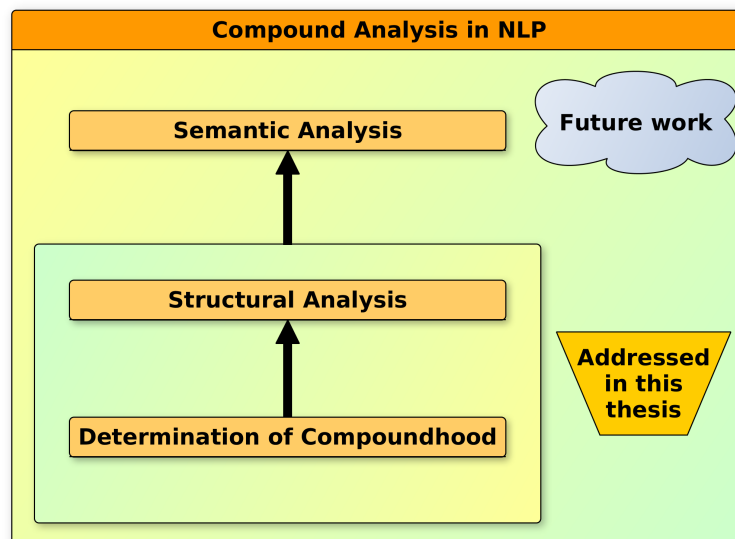 Compound Analysis in NLP
Semantic Analysis
Future work
Structural Analysis
Addressed
in this
thesis
Determination of Compoundhood